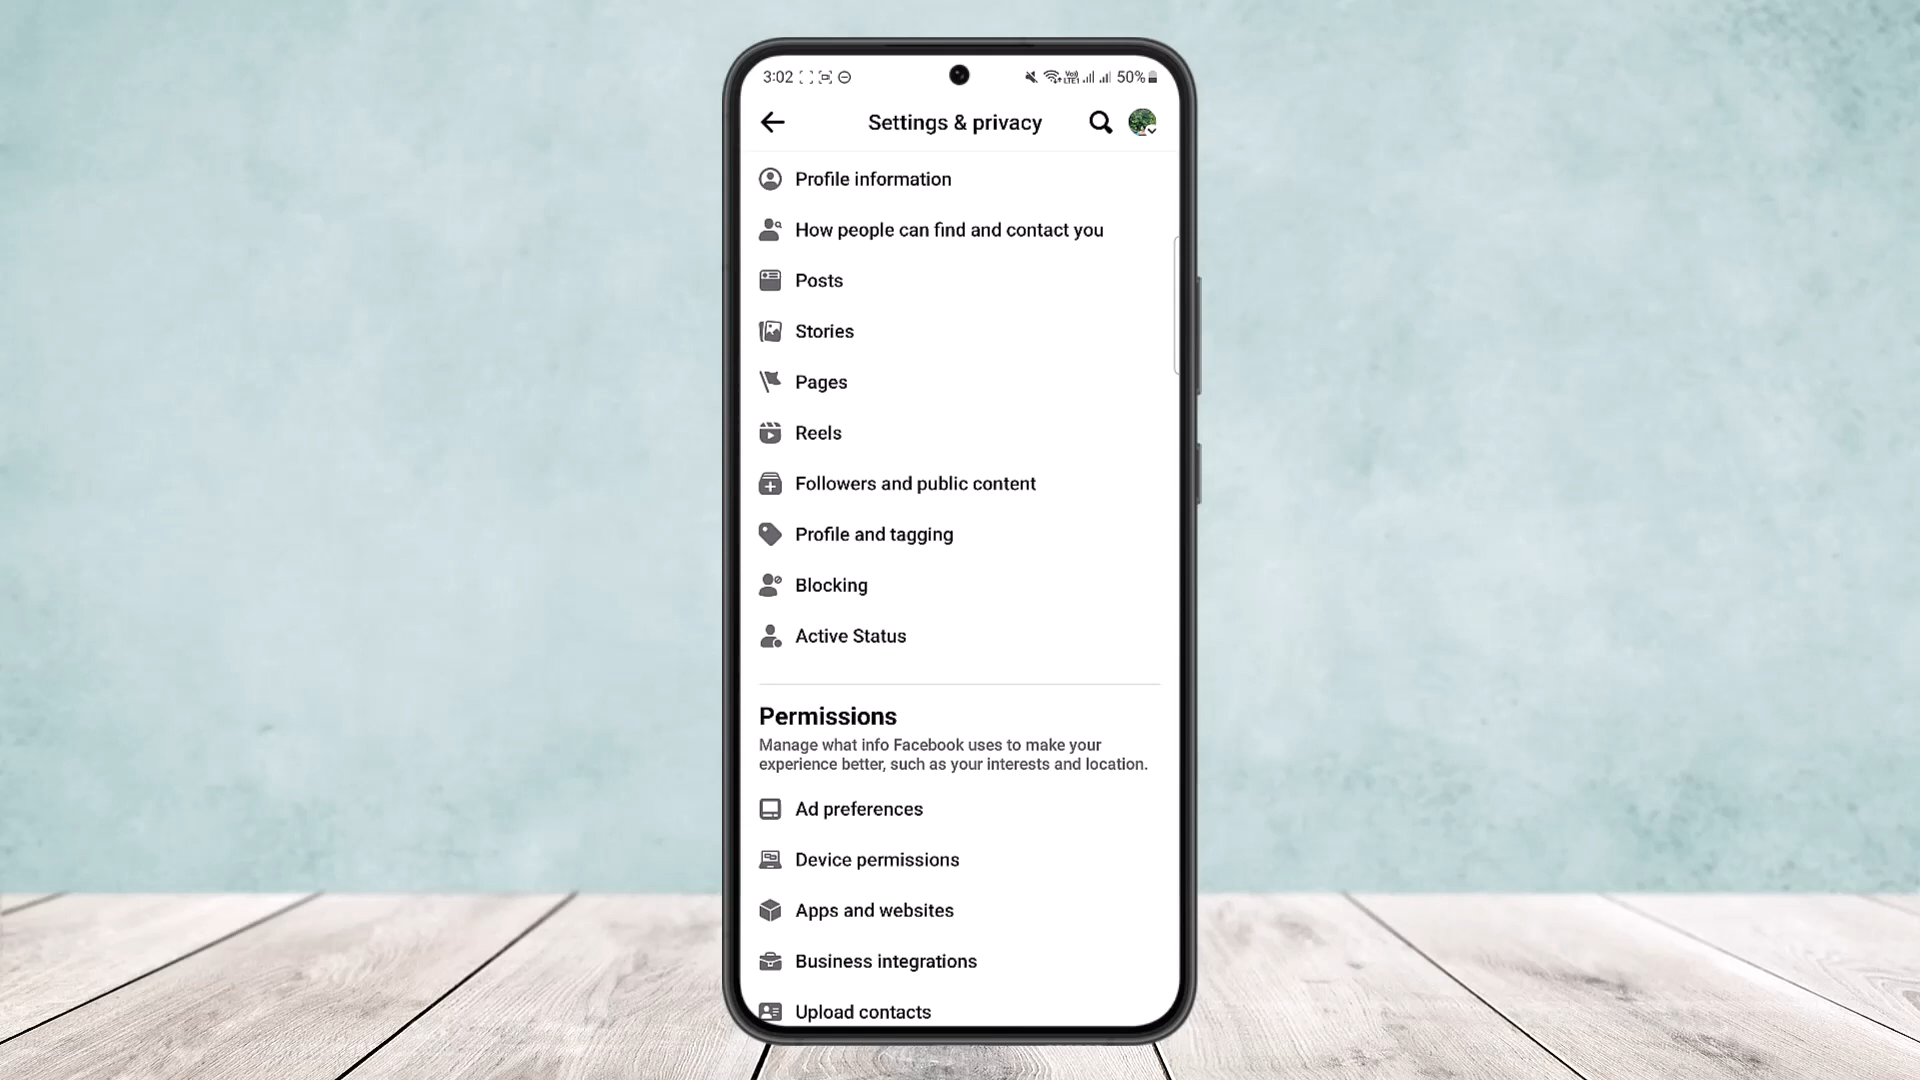 3:02 50%
Settings & privacy
Profile information
How people can find and contact you
Posts
Stories
Pages
Reels
Followers and public content
Profile and tagging
Blocking
Active Status
Permissions
Manage what info Facebook uses to make your
experience better, such as your interests and location.
Ad preferences
Device permissions
Apps and websites
Business integrations
Upload contacts